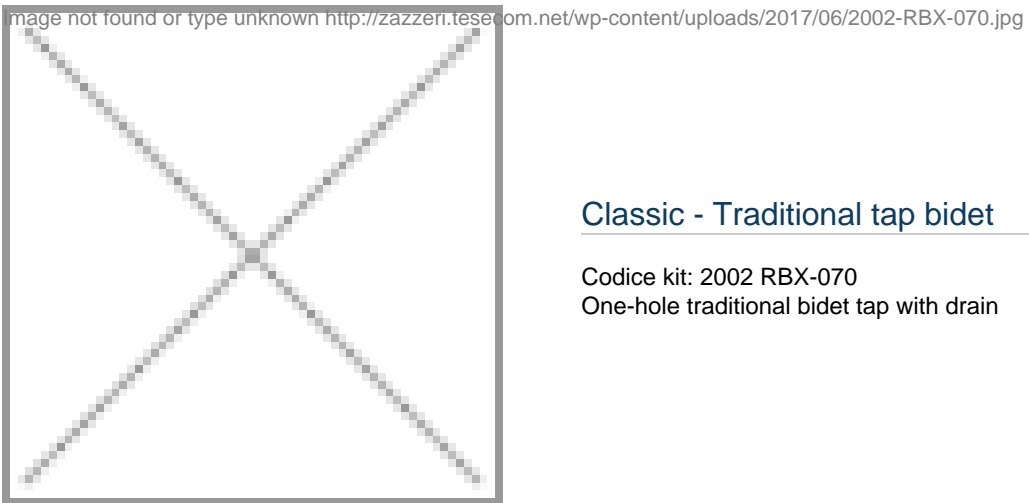 Image not found or type unknown http://zazzeri.tesecom.net/wp-content/uploads/2017/06/2002-RBX-070.jpg
Classic - Traditional tap bidet
Codice kit: 2002 RBX-070
One-hole traditional bidet tap with drain